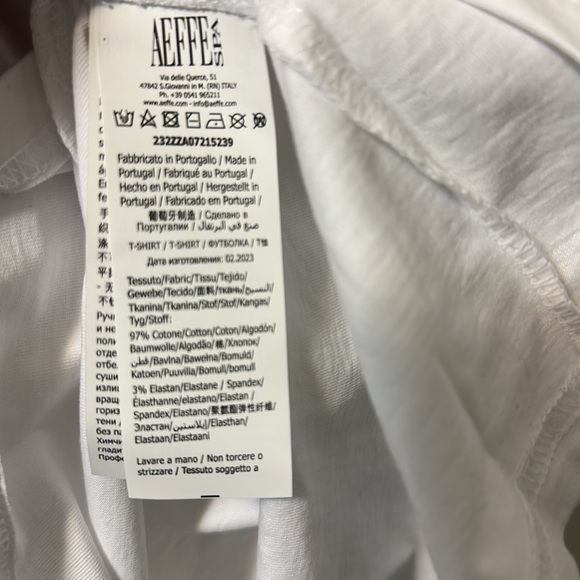 AEFFE SPA
Via delle Querce, 51
47842 S.Giovanni in M. (RN) ITALY
Ph. +39 0541 965211
www.aeffe.com - info@aeffe.com
232ZZA07215239
Fabbricato in Portogallo / Made in
Portugal / Fabriqué au Portugal /
Hecho en Portugal / Hergestellt in
Portugal / Fabricado em Portugal /
葡萄牙制造 / Сделано в
Португалии / صنع في البرتغال /
T-SHIRT / T-SHIRT / ФУТБОЛКА / T恤
Дата изготовления: 02.2023
Tessuto/Fabric/Tissu/Tejido/
Gewebe/Tecido/面料/ткань/النسيج/
Tkanina/Tkanina/Stof/Stof/Kangas/
Tyg/Stoff:
97% Cotone/Cotton/Coton/Algodón/
Baumwolle/Algodão/棉/Хлопок/
قطن/Bavlna/Bawełna/Bomuld/
Katoen/Puuvilla/Bomull/bomull
3% Elastan/Elastane / Spandex/
Élasthanne/elastano/Elastan /
Spandex/Elastano/聚氨酯弹性纤维/
Эластан/إيلاستين/Elasthan/
Elastaan/Elastaani
Lavare a mano / Non torcere o
strizzare / Tessuto soggetto a